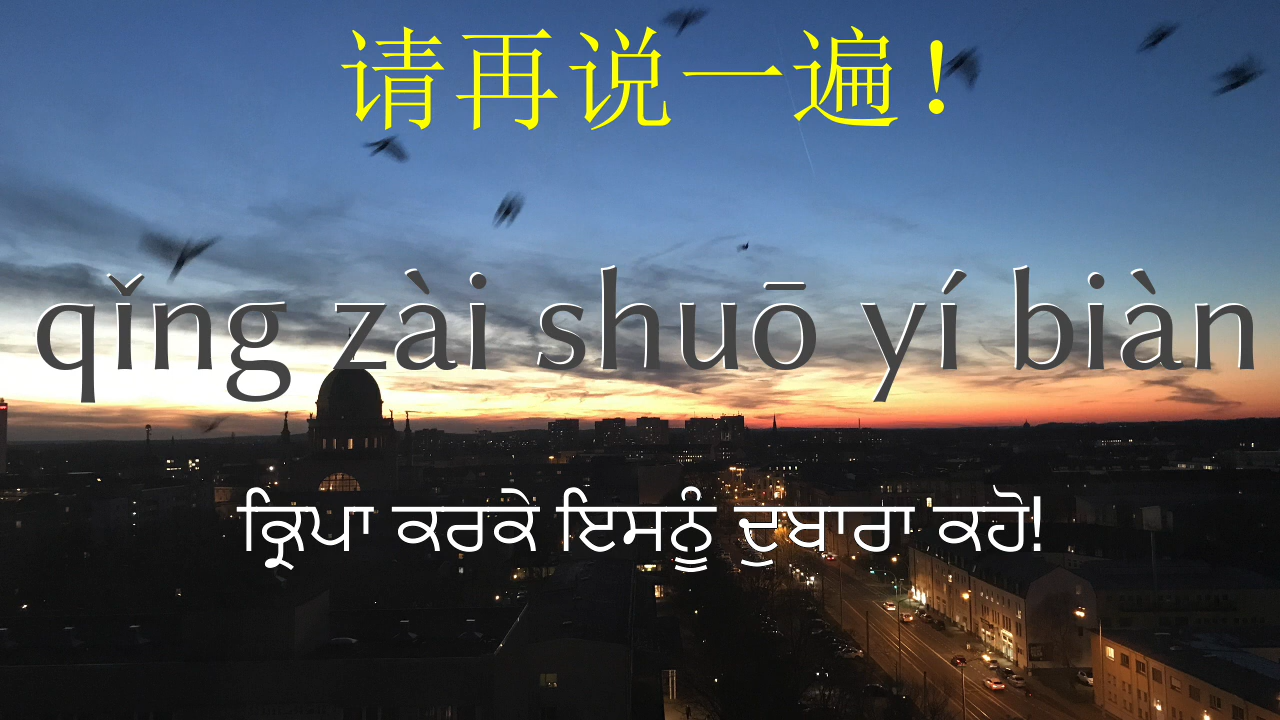 请再说一遍！
qǐng zài shuō yí biàn
ਕ੍ਰਿਪਾ ਕਰਕੇ ਇਸਨੂੰ ਦੁਬਾਰਾ ਕਹੋ!